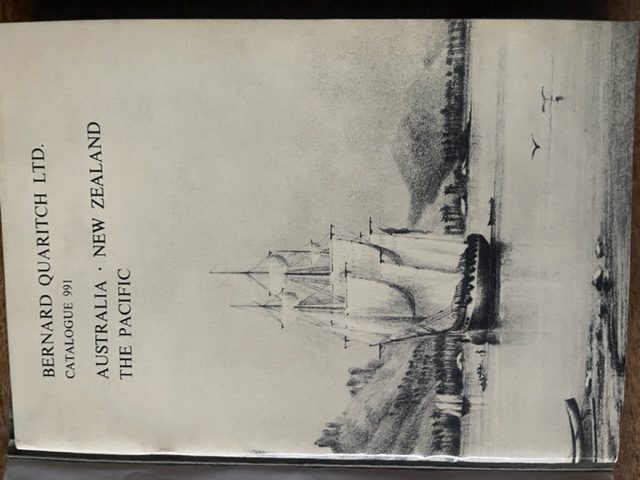 BERNARD QUARITCH LTD.
CATALOGUE 991
AUSTRALIA · NEW ZEALAND
THE PACIFIC